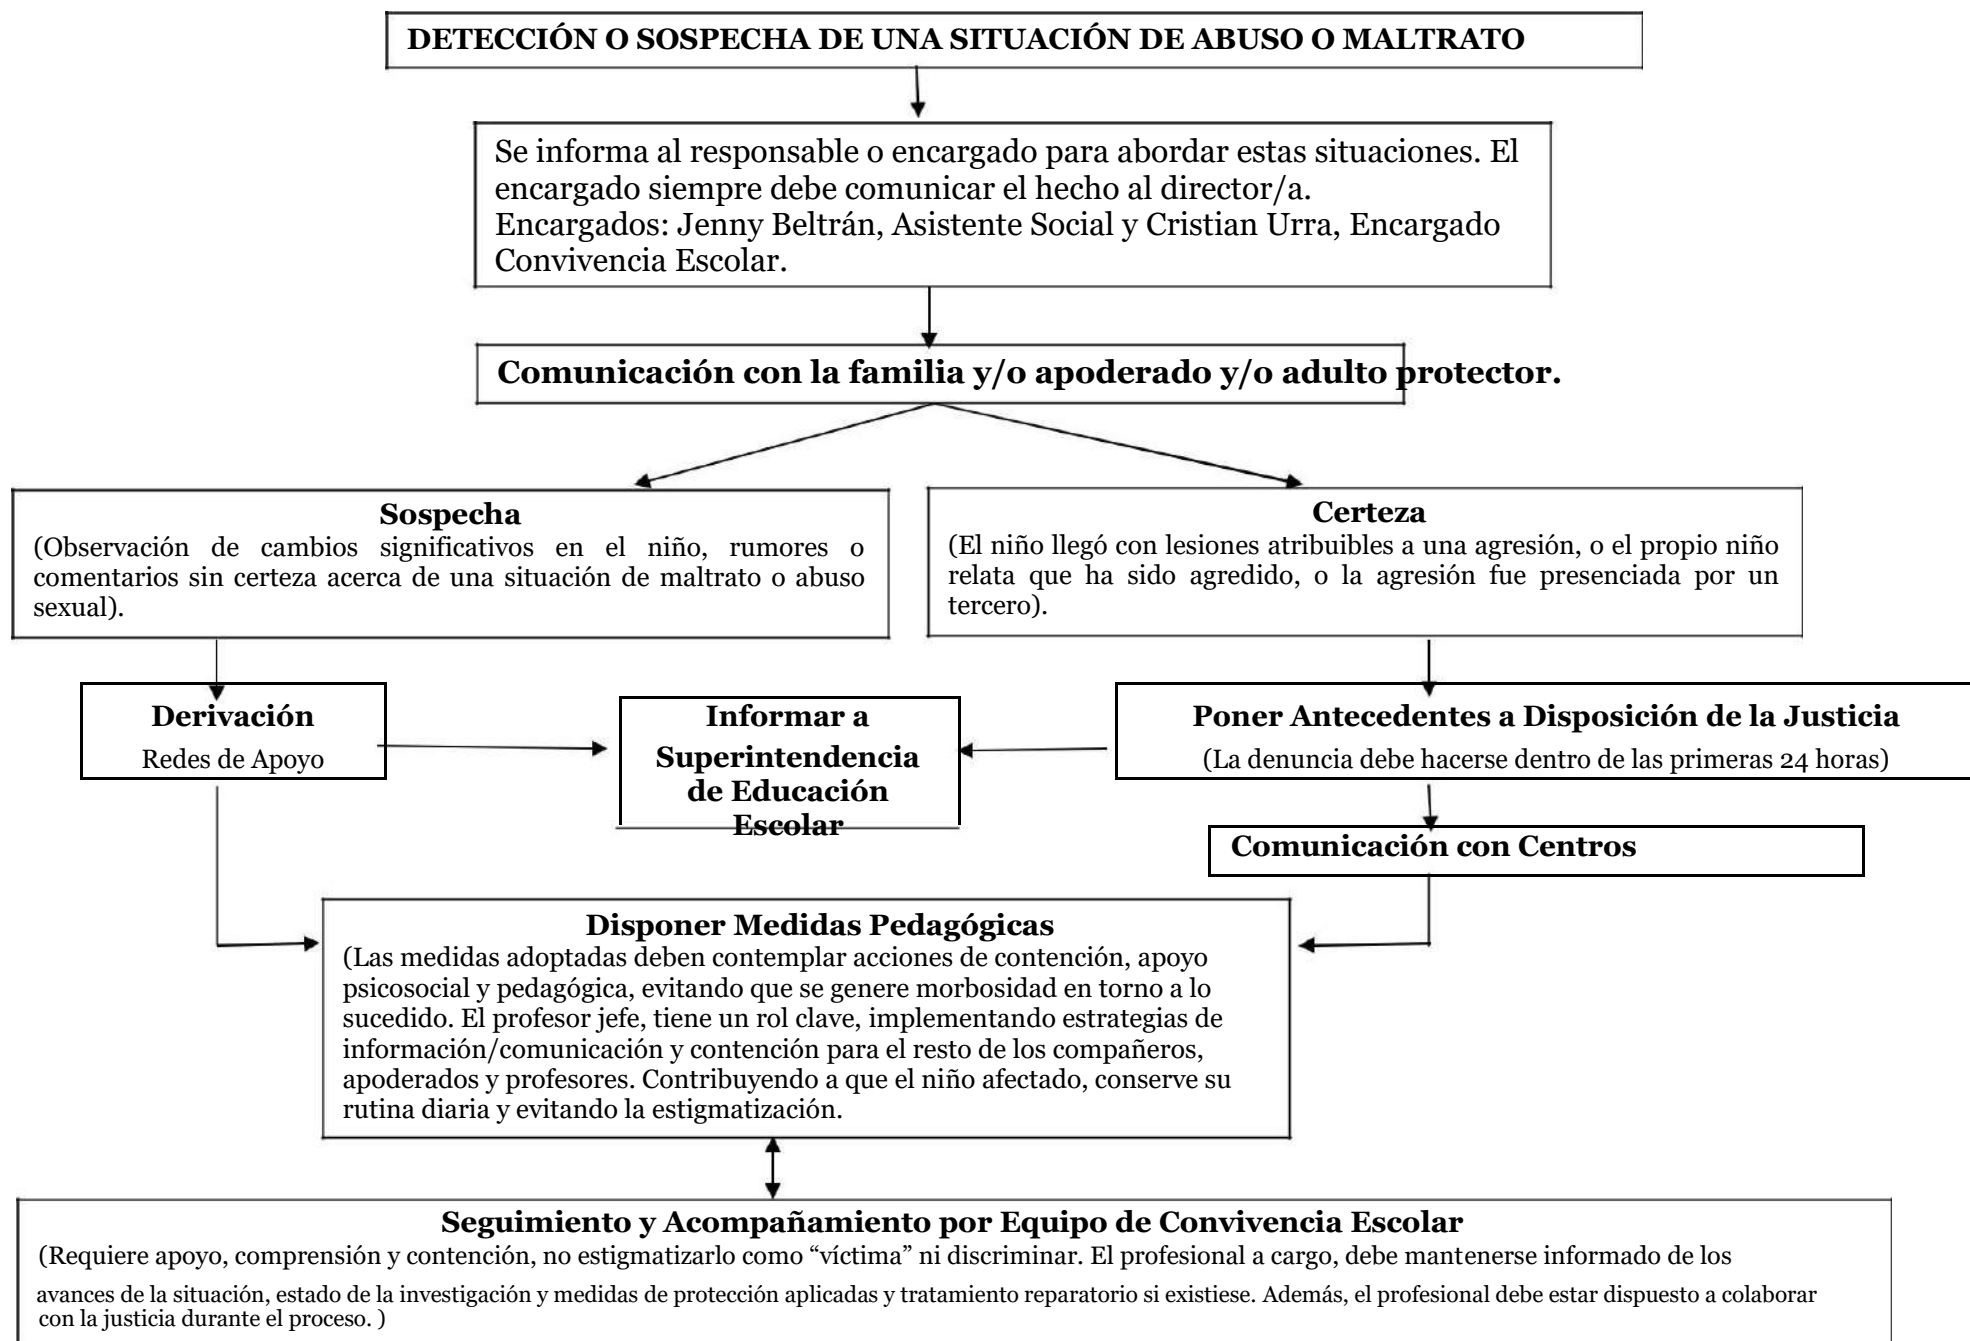 DETECCIÓN O SOSPECHA DE UNA SITUACIÓN DE ABUSO O MALTRATO
Se informa al responsable o encargado para abordar estas situaciones. El
encargado siempre debe comunicar el hecho al director/a.
Encargados: Jenny Beltrán, Asistente Social y Cristian Urra, Encargado
Convivencia Escolar.
Comunicación con la familia y/o apoderado y/o adulto protector.
Sospecha
(Observación de cambios significativos en el niño, rumores o
comentarios sin certeza acerca de una situación de maltrato o abuso
sexual).
Certeza
(El niño llegó con lesiones atribuibles a una agresión, o el propio niño
relata que ha sido agredido, o la agresión fue presenciada por un
tercero).
Derivación
Redes de Apoyo
Informar a
Superintendencia
de Educación
Escolar
Poner Antecedentes a Disposición de la Justicia
(La denuncia debe hacerse dentro de las primeras 24 horas)
Comunicación con Centros
Disponer Medidas Pedagógicas
(Las medidas adoptadas deben contemplar acciones de contención, apoyo
psicosocial y pedagógica, evitando que se genere morbosidad en torno a lo
sucedido. El profesor jefe, tiene un rol clave, implementando estrategias de
información/comunicación y contención para el resto de los compañeros,
apoderados y profesores. Contribuyendo a que el niño afectado, conserve su
rutina diaria y evitando la estigmatización.
Seguimiento y Acompañamiento por Equipo de Convivencia Escolar
(Requiere apoyo, comprensión y contención, no estigmatizarlo como “víctima” ni discriminar. El profesional a cargo, debe mantenerse informado de los
avances de la situación, estado de la investigación y medidas de protección aplicadas y tratamiento reparatorio si existiese. Además, el profesional debe estar dispuesto a colaborar
con la justicia durante el proceso. )